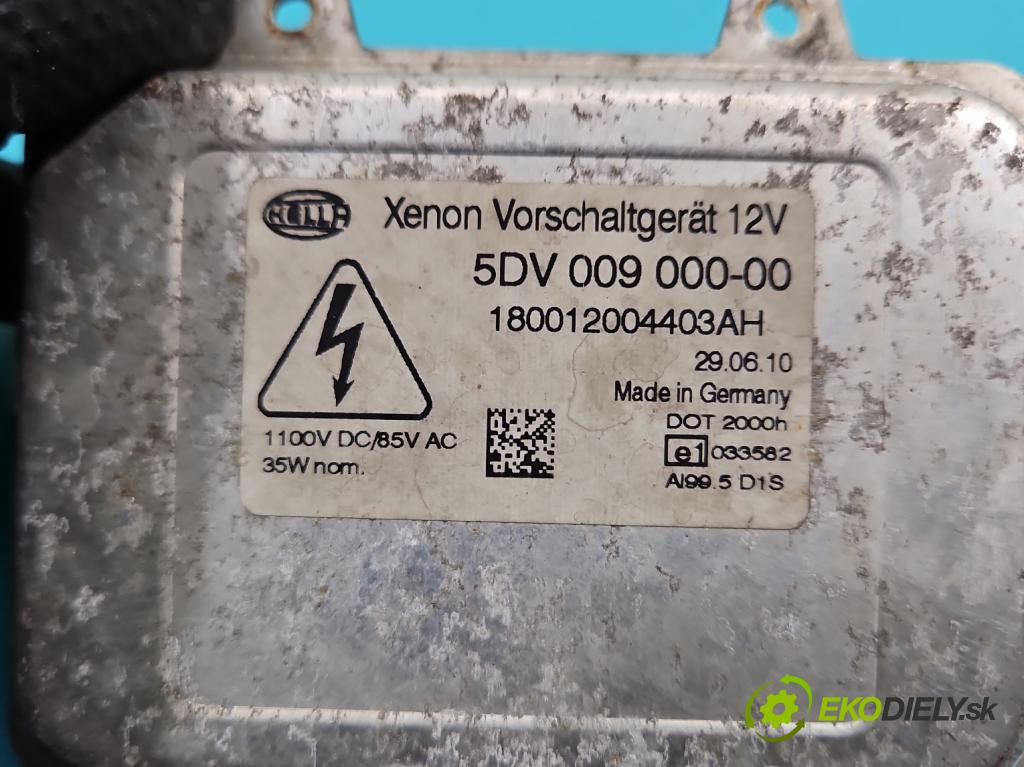 HELLA
Xenon Vorschaltgerät 12V
5DV 009 000-00
180012004403AH
29.06.10
Made in Germany
DOT 2000h
1100V DC/85V AC
e1 033582
35W nom.
Al99.5 D1S
EKODIELY.sk